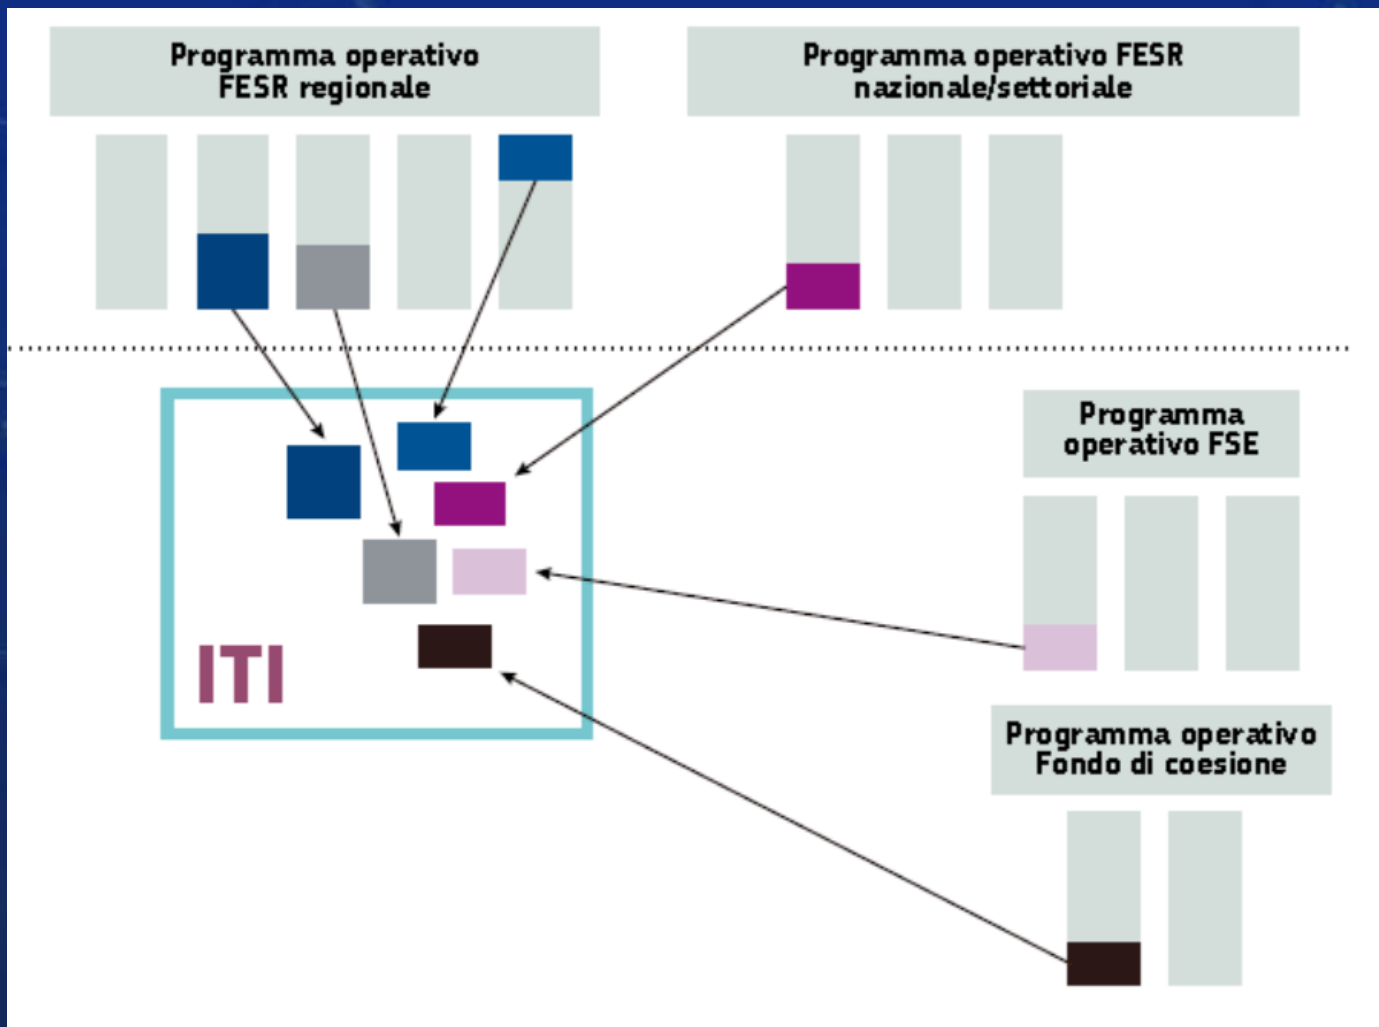 Programma operativo
FESR regionale
Programma operativo FESR
nazionale/settoriale
Programma
operativo FSE
ITI
Programma operativo
Fondo di coesione